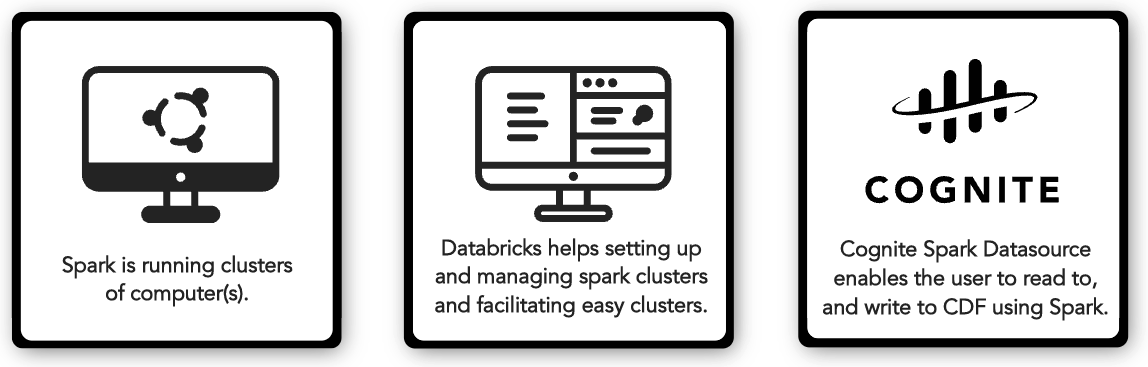 Spark is running clusters
of computer(s).
Databricks helps setting up
and managing spark clusters
and facilitating easy clusters.
COGNITE
Cognite Spark Datasource
enables the user to read to,
and write to CDF using Spark.